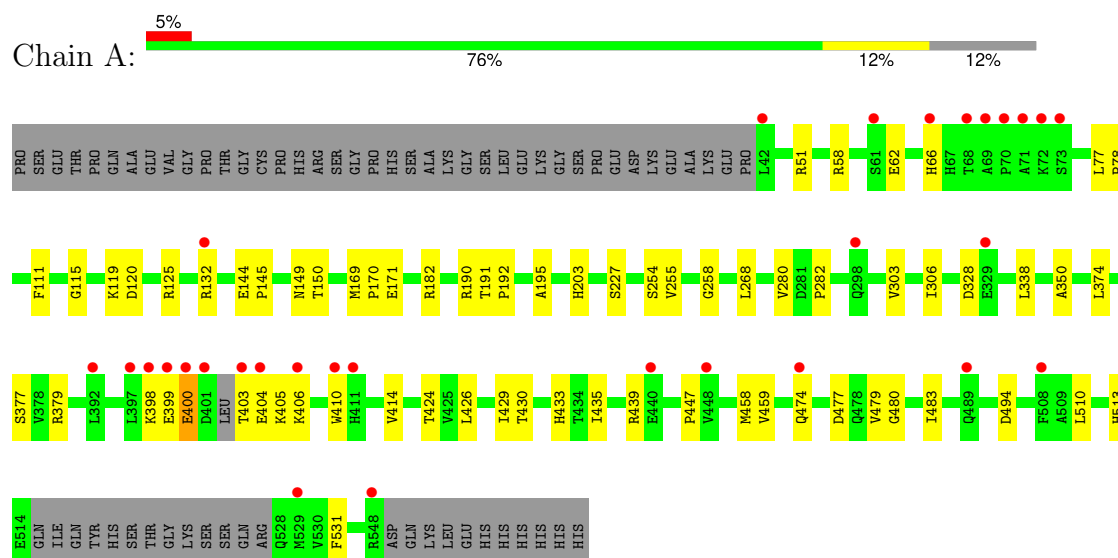 5%
Chain A:
76% 12% 12%
PRO SER GLU THR PRO GLN ALA GLU VAL GLY PRO THR GLY CYS PRO HIS ARG SER GLY PRO HIS SER ALA LYS GLY SER LEU GLU LYS GLY SER PRO GLU ASP LYS GLU ALA LYS GLU PRO L42 R51 R58 S61 E62 H66 H67 T68 A69 P70 A71 K72 S73 L77
F111 G115 K119 D120 R125 R132 E144 P145 N149 T150 M169 P170 E171 R182 R190 T191 P192 A195 H203 S227 S254 V255 G258 L268 V280 D281 P282 Q298 V303 I306 D328 E329 L338 A350 L374
S377 V378 R379 L392 L397 K398 E399 E400 D401 LEU T403 E404 K405 K406 W410 H411 V414 T424 V425 L426 I429 T430 H433 T434 I435 R439 E440 P447 V448 M458 V459 Q474 D477 Q478 V479 G480 I483 Q489 D494 F508 A509 L510
E514 GLN ILE GLN TYR HIS SER THR GLY LYS SER SER GLN ARG Q528 M529 V530 F531 R548 ASP GLN LYS LEU GLU HIS HIS HIS HIS HIS HIS